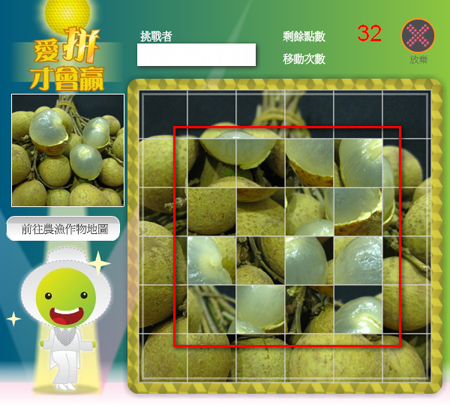 愛拼
才會贏
挑戰者
剩餘點數 32
移動次數
放棄
前往農漁作物地圖